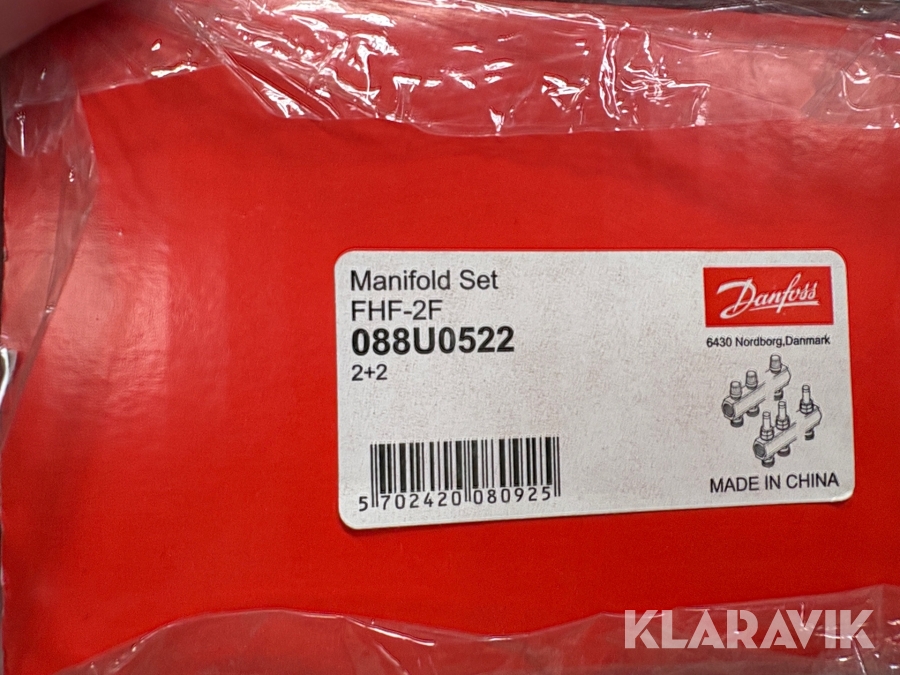 Manifold Set
FHF-2F
088U0522
2+2
5 702420 080925
Danfoss
6430 Nordborg,Danmark
MADE IN CHINA
KLARAVIK